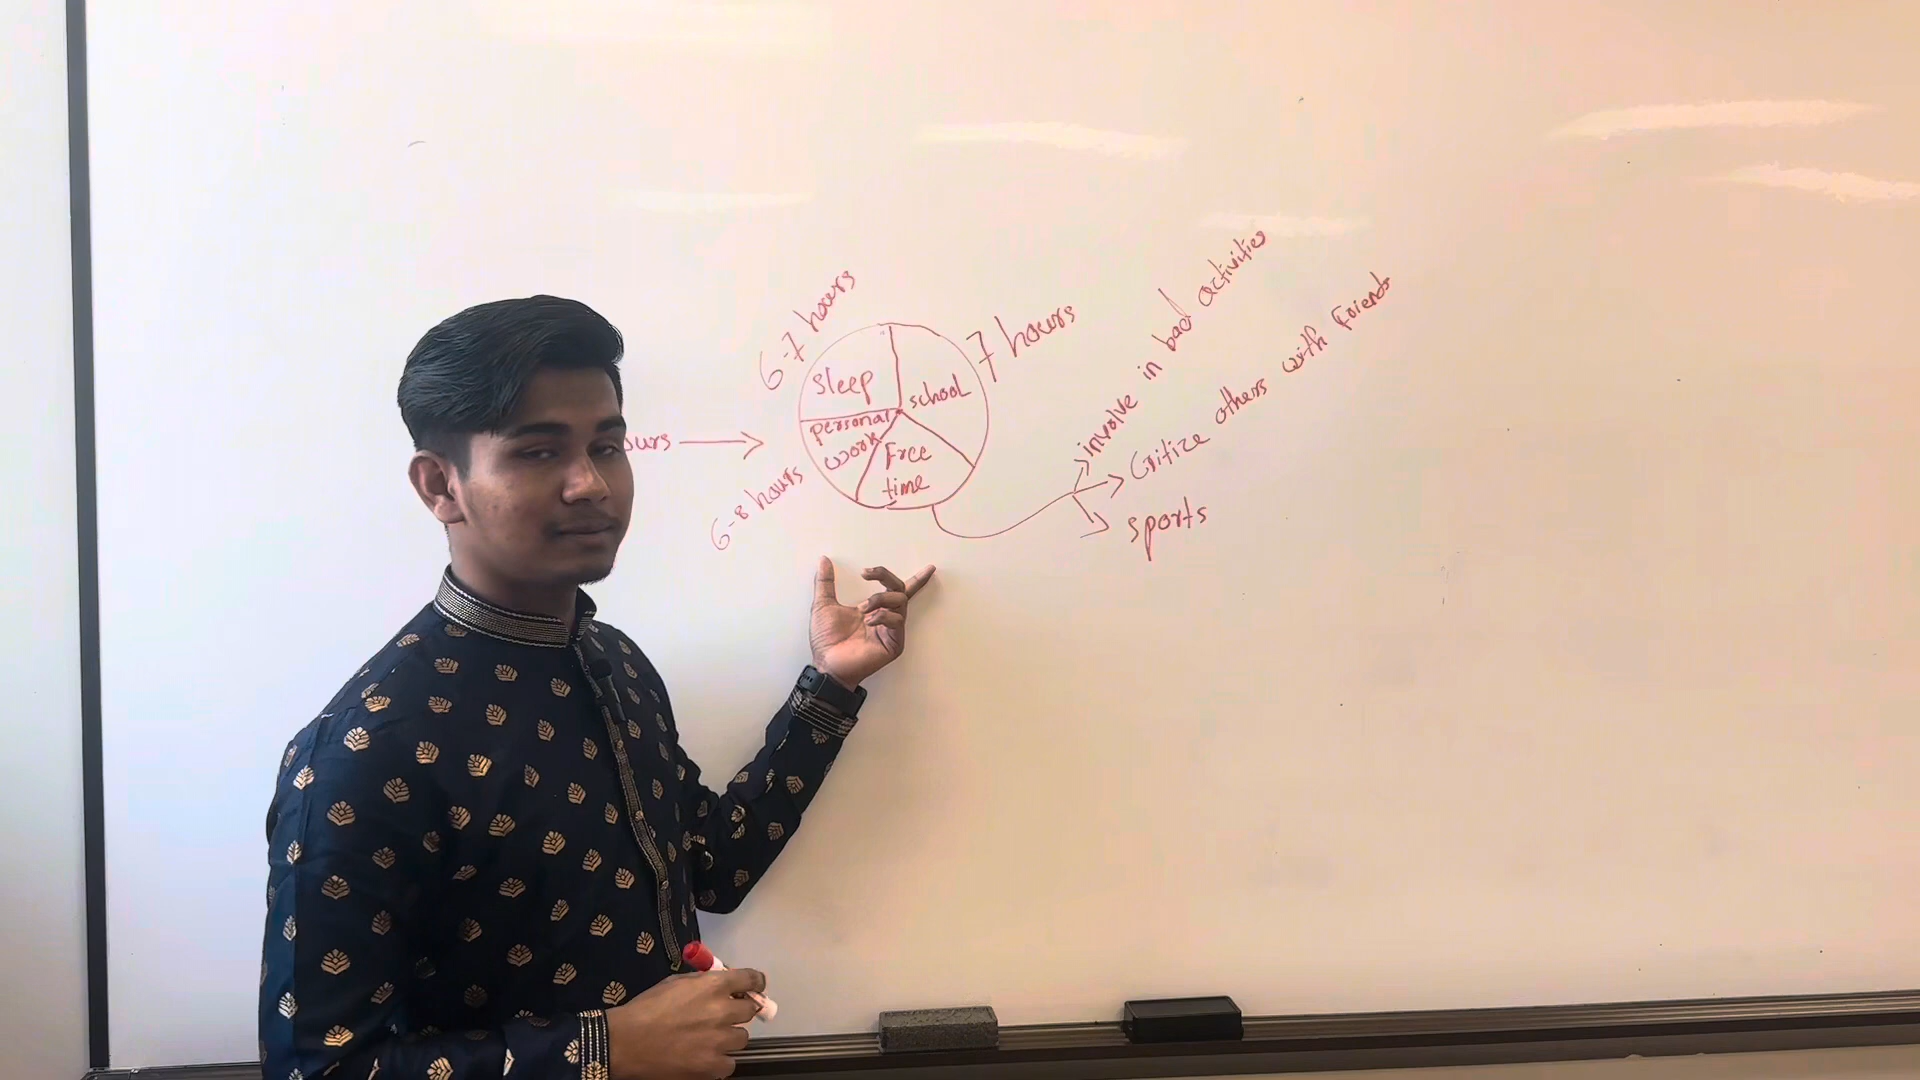 6-7 hours
7 hours
sleep
school
personal
work
Free
time
6-8 hours
involve in bad activities
Critize others with Friends
sports